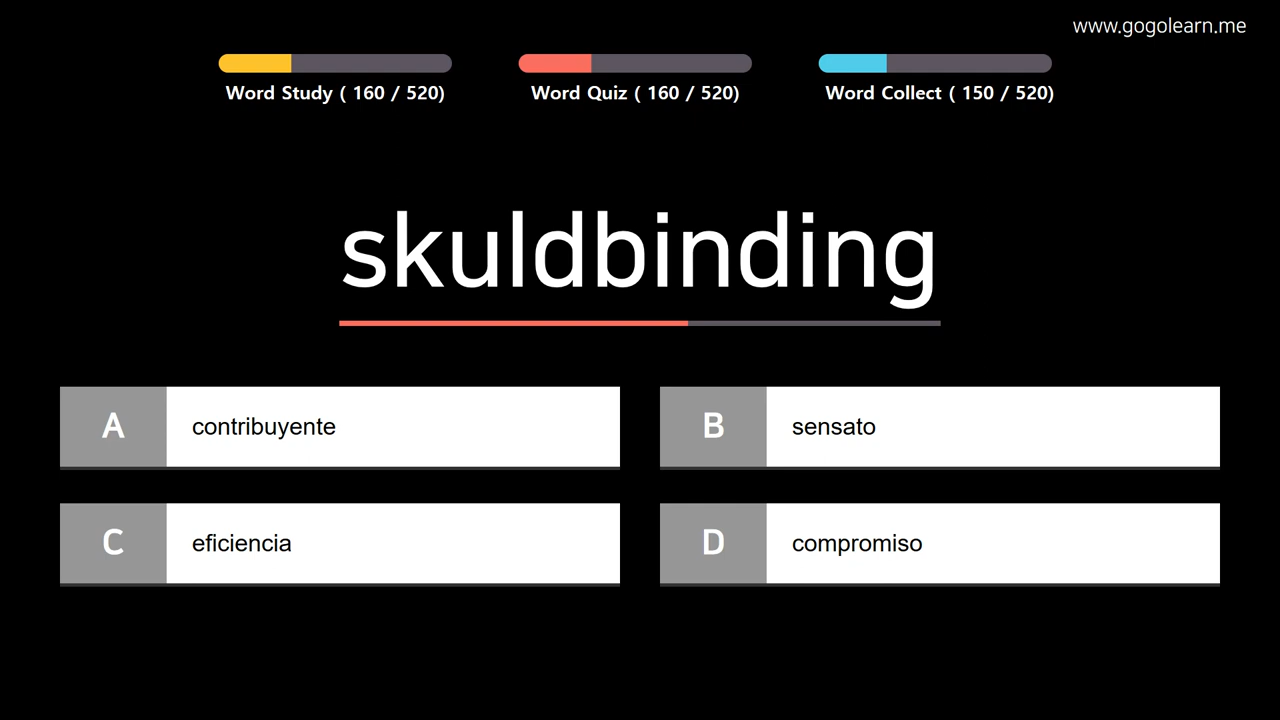 www.gogolearn.me
Word Study ( 160 / 520)
Word Quiz ( 160 / 520)
Word Collect ( 150 / 520)
skuldbinding
A
contribuyente
B
sensato
C
eficiencia
D
compromiso